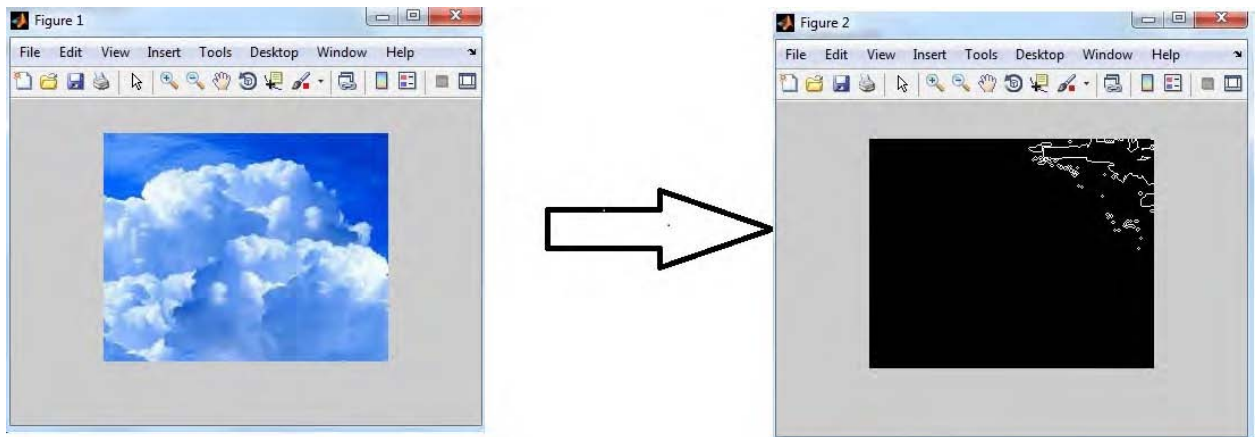 Figure 1
File Edit View Insert Tools Desktop Window Help
Figure 2
File Edit View Insert Tools Desktop Window Help